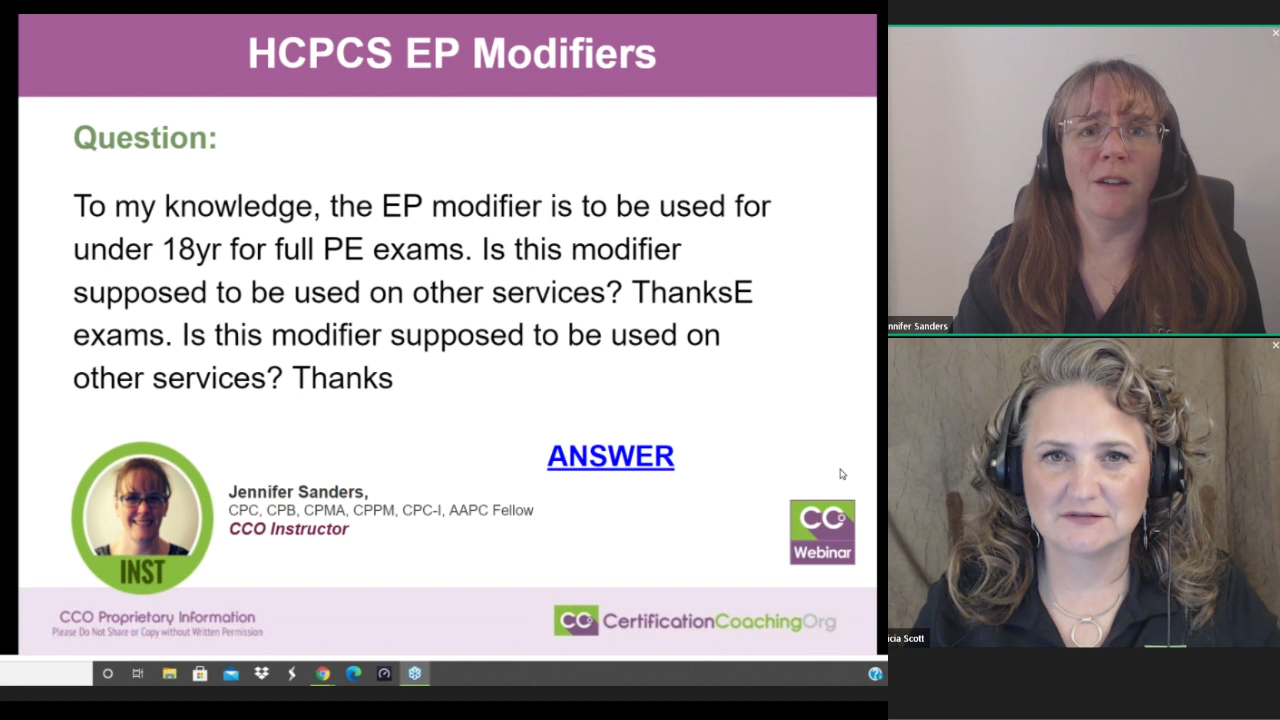 HCPCS EP Modifiers
Question:
To my knowledge, the EP modifier is to be used for
under 18yr for full PE exams. Is this modifier
supposed to be used on other services? ThanksE
exams. Is this modifier supposed to be used on
other services? Thanks
ANSWER
Jennifer Sanders,
CPC, CPB, CPMA, CPPM, CPC-I, AAPC Fellow
CCO Instructor
INST
CCO
Webinar
CCO Proprietary Information
Please Do Not Share or Copy without Written Permission
CCO CertificationCoachingOrg
nnifer Sanders
icia Scott